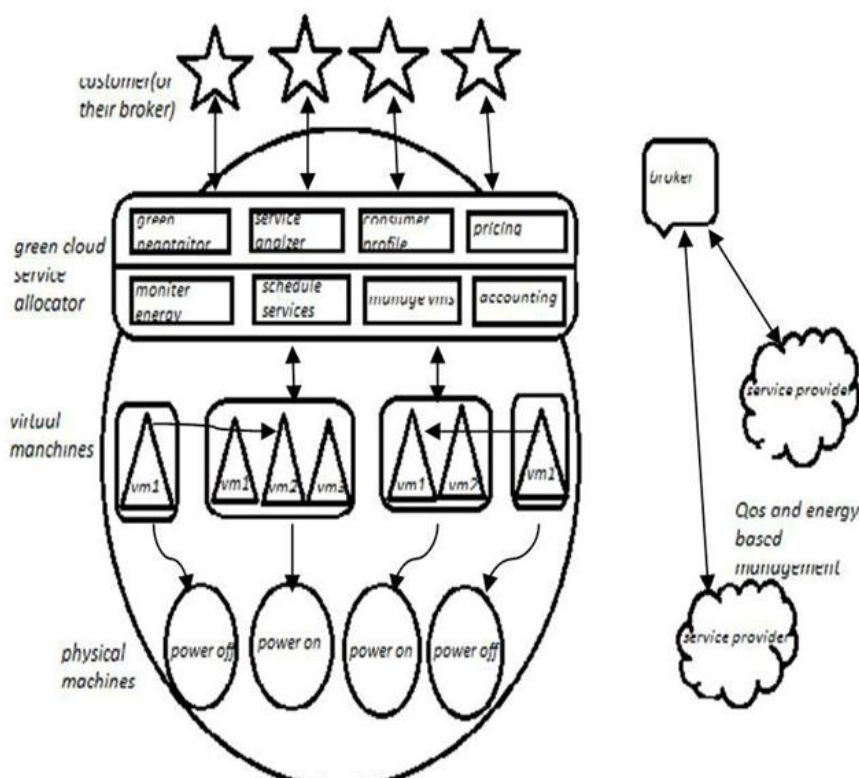 customer(or
their broker)
green cloud
service
allocator
green
negotaitor
service
analzer
consumer
profile
pricing
moniter
energy
schedule
services
manage vms
accounting
virtual
manchines
vm1
vm1
vm2
vm3
vm1
vm2
vm1
physical
machines
power off
power on
power on
power off
broker
service provider
Qos and energy
based
management
service provider